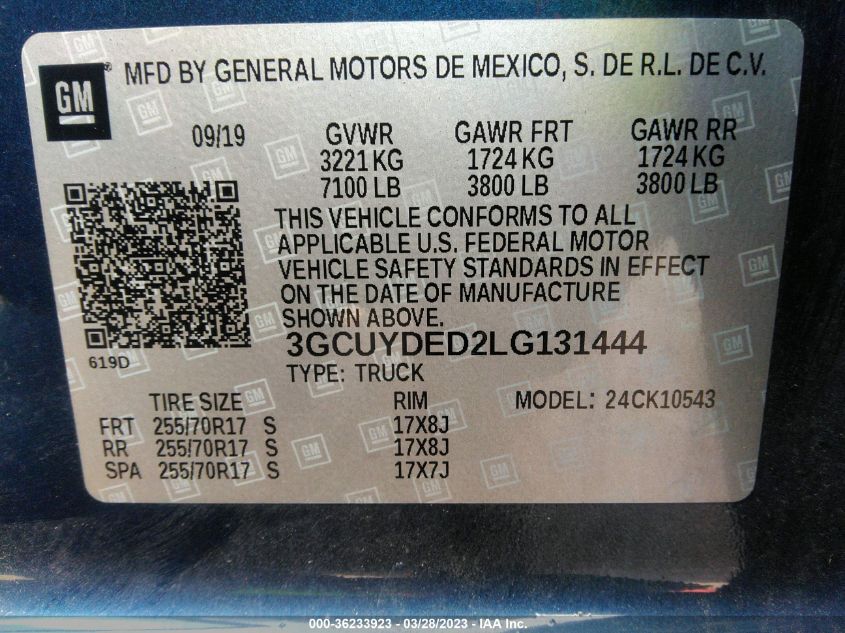 GM
MFD BY GENERAL MOTORS DE MEXICO, S. DE R.L. DE C.V.
09/19 GVWR GAWR FRT GAWR RR
3221 KG 1724 KG 1724 KG
7100 LB 3800 LB 3800 LB
THIS VEHICLE CONFORMS TO ALL
APPLICABLE U.S. FEDERAL MOTOR
VEHICLE SAFETY STANDARDS IN EFFECT
ON THE DATE OF MANUFACTURE
SHOWN ABOVE.
619D
3GCUYDED2LG131444
TYPE: TRUCK
TIRE SIZE RIM MODEL: 24CK10543
FRT 255/70R17 S 17X8J
RR 255/70R17 S 17X8J
SPA 255/70R17 S 17X7J
000-36233923 - 03/28/2023 - IAA Inc.